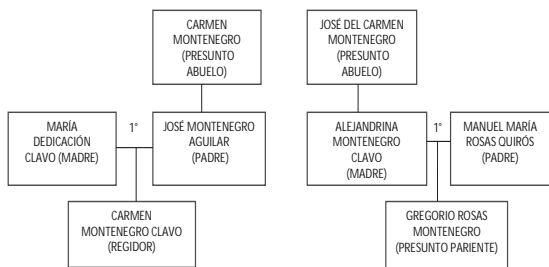 CARMEN
MONTENEGRO
(PRESUNTO
ABUELO)
JOSÉ DEL CARMEN
MONTENEGRO
(PRESUNTO
ABUELO)
MARÍA
DEDICACIÓN
CLAVO (MADRE)
1°
JOSÉ MONTENEGRO
AGUILAR
(PADRE)
ALEJANDRINA
MONTENEGRO
CLAVO
(MADRE)
1°
MANUEL MARÍA
ROSAS QUIRÓS
(PADRE)
CARMEN
MONTENEGRO CLAVO
(REGIDOR)
GREGORIO ROSAS
MONTENEGRO
(PRESUNTO PARIENTE)